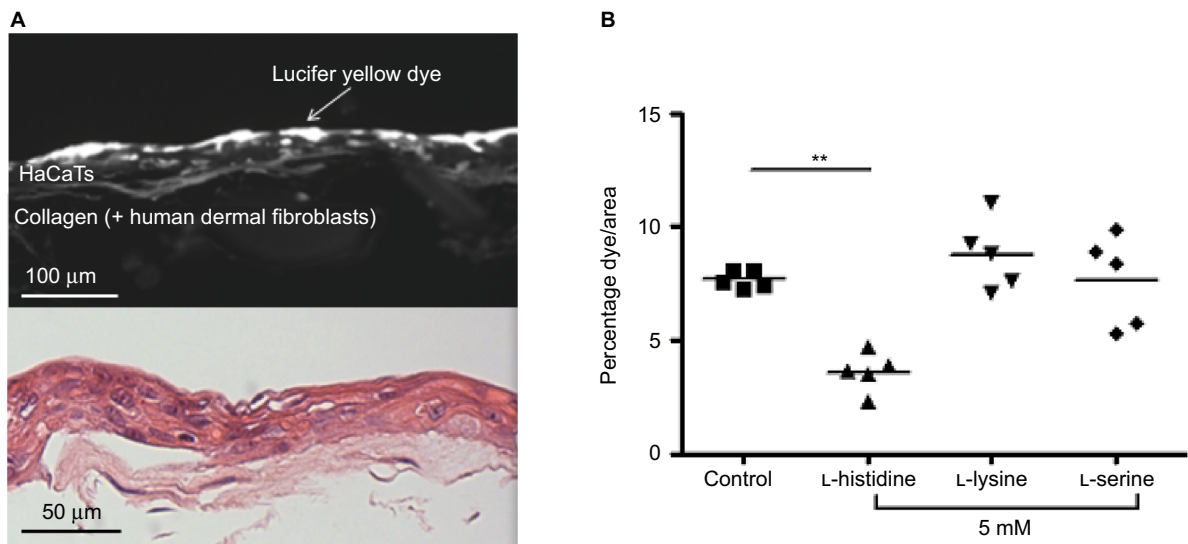 A
Lucifer yellow dye
HaCaTs
Collagen (+ human dermal fibroblasts)
100 μm
50 μm
B
Percentage dye/area
15
10
5
0
**
Control
ʟ-histidine
ʟ-lysine
ʟ-serine
5 mM